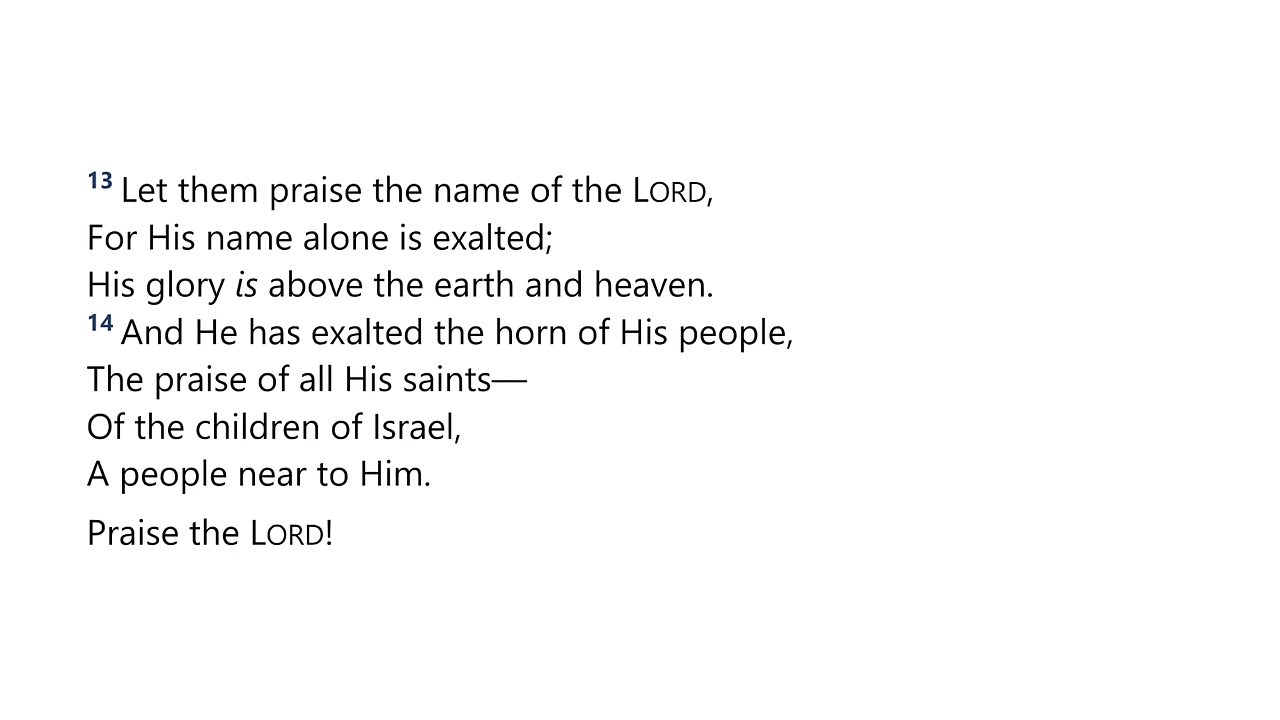 13 Let them praise the name of the LORD,
For His name alone is exalted;
His glory is above the earth and heaven.
14 And He has exalted the horn of His people,
The praise of all His saints—
Of the children of Israel,
A people near to Him.
Praise the LORD!